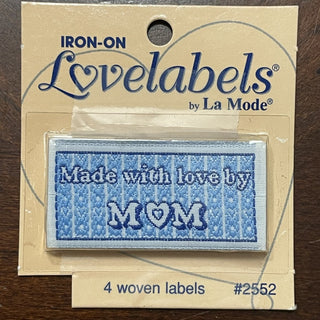 IRON-ON
Lovelabels®
by La Mode®
Made with love by
MOM
4 woven labels #2552